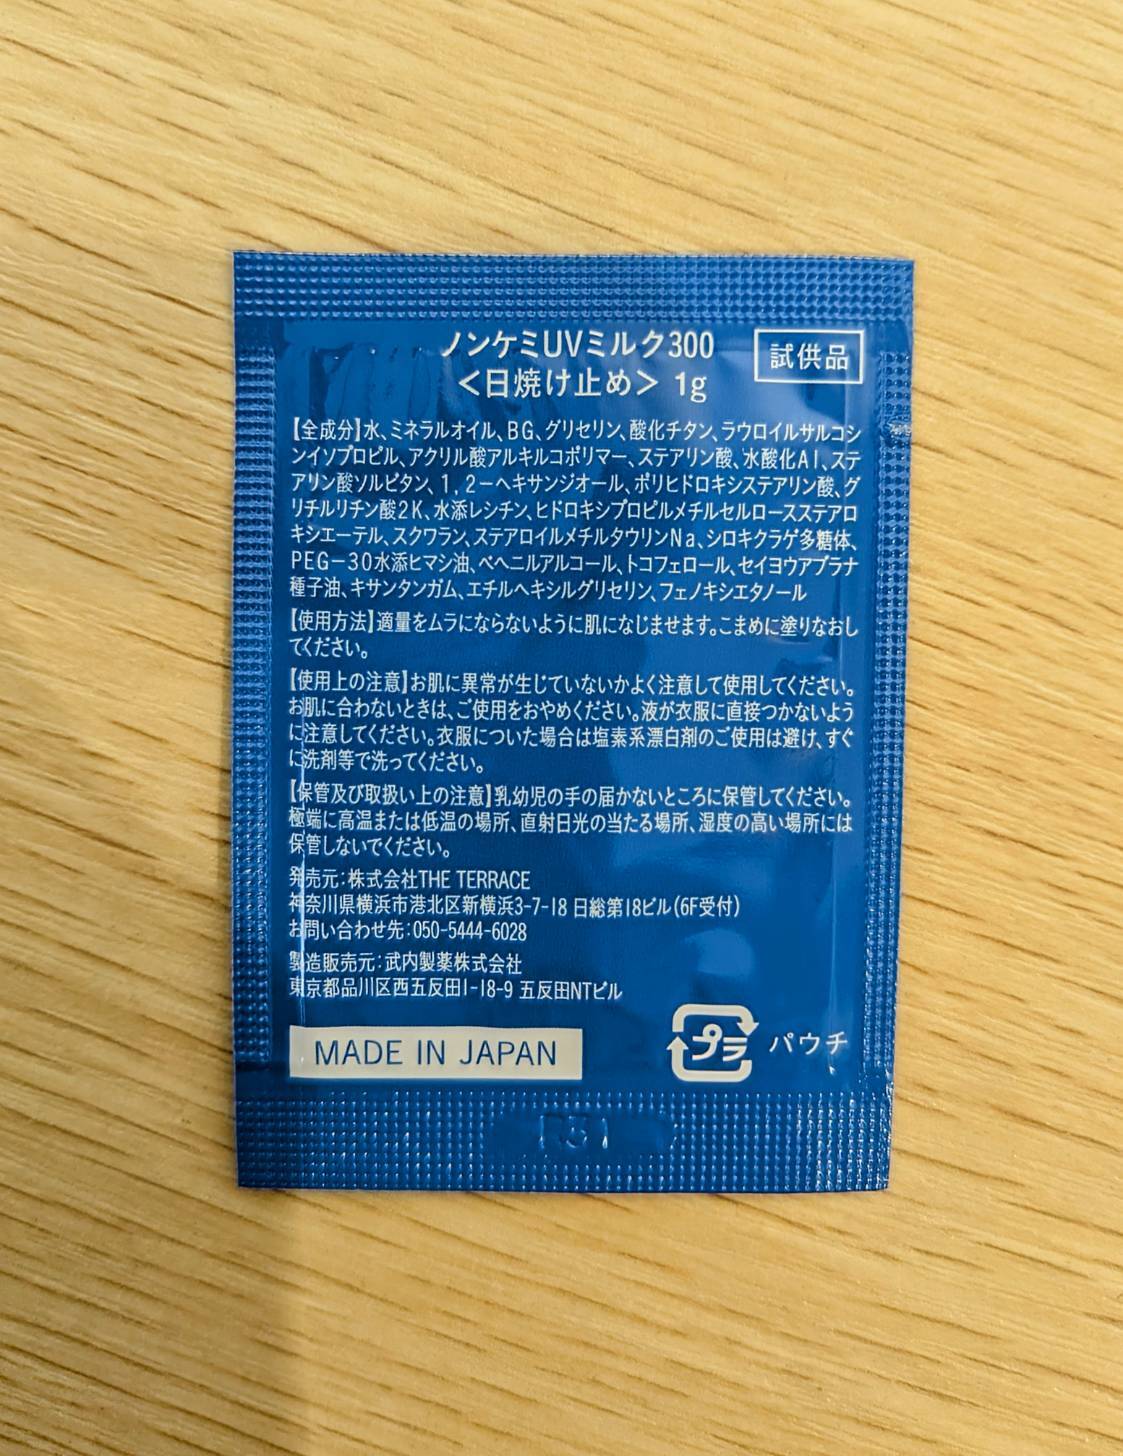 ノンケミUVミルク300
試供品
＜日焼け止め＞ 1g
【全成分】水、ミネラルオイル、BG、グリセリン、酸化チタン、ラウロイルサルコシ
ンイソプロピル、アクリル酸アルキルコポリマー、ステアリン酸、水酸化Al、ステ
アリン酸ソルビタン、1，2－ヘキサンジオール、ポリヒドロキシステアリン酸、グ
リチルリチン酸2K、水添レシチン、ヒドロキシプロピルメチルセルロースステアロ
キシエーテル、スクワラン、ステアロイルメチルタウリンNa、シロキクラゲ多糖体、
PEG－30水添ヒマシ油、ベヘニルアルコール、トコフェロール、セイヨウアブラナ
種子油、キサンタンガム、エチルヘキシルグリセリン、フェノキシエタノール
【使用方法】適量をムラにならないように肌になじませます。こまめに塗りなおし
てください。
【使用上の注意】お肌に異常が生じていないかよく注意して使用してください。
お肌に合わないときは、ご使用をおやめください。液が衣服に直接つかないよう
に注意してください。衣服についた場合は塩素系漂白剤のご使用は避け、すぐ
に洗剤等で洗ってください。
【保管及び取扱い上の注意】乳幼児の手の届かないところに保管してください。
極端に高温または低温の場所、直射日光の当たる場所、湿度の高い場所には
保管しないでください。
発売元：株式会社THE TERRACE
神奈川県横浜市港北区新横浜3-7-18 日総第18ビル（6F受付）
お問い合わせ先：050-5444-6028
製造販売元：武内製薬株式会社
東京都品川区西五反田1-18-9 五反田NTビル
MADE IN JAPAN
プラ パウチ